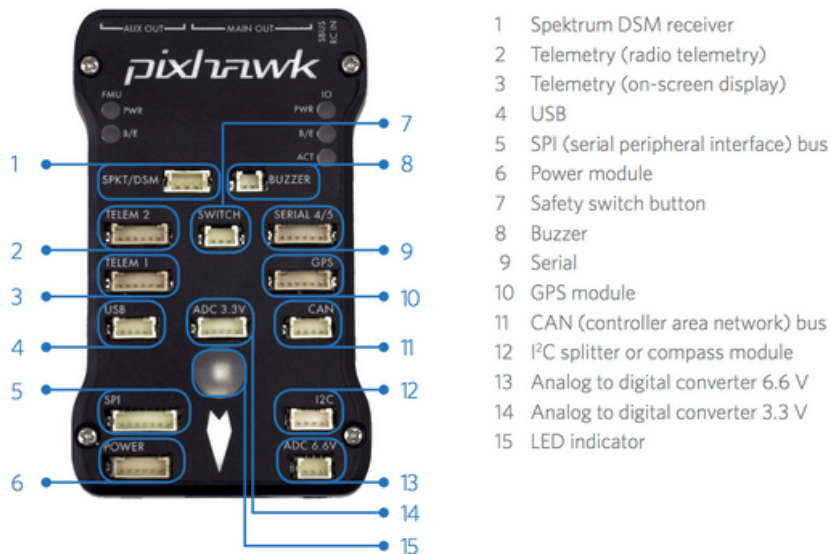 AUX OUT
MAIN OUT
SBUS
RC IN
pixhawk
FMU
IO
PWR
PWR
B/E
B/E
ACT
SPKT/DSM
BUZZER
TELEM 2
SWITCH
SERIAL 4/5
TELEM 1
GPS
USB
ADC 3.3V
CAN
SPI
I2C
POWER
ADC 6.6V
1
2
3
4
5
6
7
8
9
10
11
12
13
14
15
1 Spektrum DSM receiver
2 Telemetry (radio telemetry)
3 Telemetry (on-screen display)
4 USB
5 SPI (serial peripheral interface) bus
6 Power module
7 Safety switch button
8 Buzzer
9 Serial
10 GPS module
11 CAN (controller area network) bus
12 I²C splitter or compass module
13 Analog to digital converter 6.6 V
14 Analog to digital converter 3.3 V
15 LED indicator